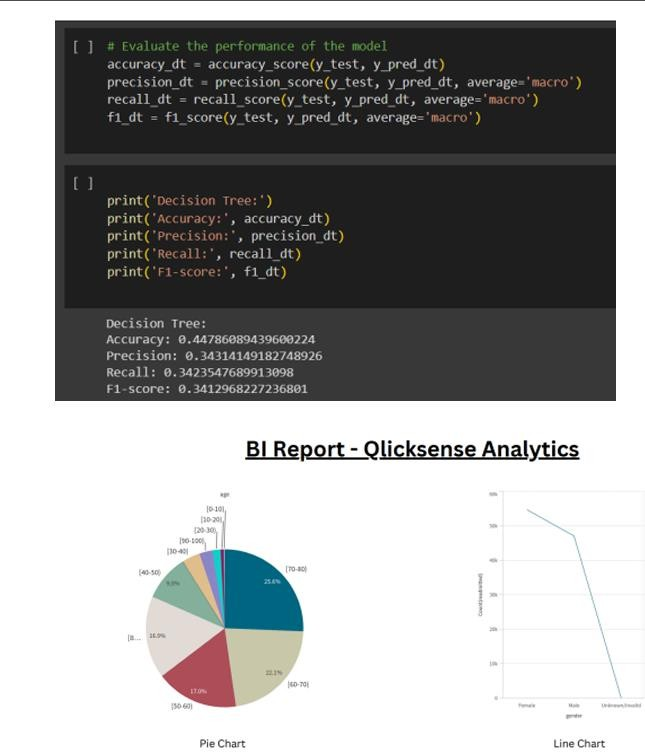 [ ] # Evaluate the performance of the model
accuracy_dt = accuracy_score(y_test, y_pred_dt)
precision_dt = precision_score(y_test, y_pred_dt, average='macro')
recall_dt = recall_score(y_test, y_pred_dt, average='macro')
f1_dt = f1_score(y_test, y_pred_dt, average='macro')
[ ]
print('Decision Tree:')
print('Accuracy:', accuracy_dt)
print('Precision:', precision_dt)
print('Recall:', recall_dt)
print('F1-score:', f1_dt)
Decision Tree:
Accuracy: 0.44786089439600224
Precision: 0.34314149182748926
Recall: 0.3423547689913098
F1-score: 0.3412968227236801
BI Report - Qlicksense Analytics
age
[0-10)
[10-20)
[20-30)
[90-100)
[30-40)
[40-50)
9.9%
[70-80)
25.6%
[8...
16.9%
22.1%
[60-70)
17.0%
[50-60)
Pie Chart
60k
50k
40k
30k
20k
10k
0
Count(readmitted)
Female
Male
Unknown/Invalid
gender
Line Chart